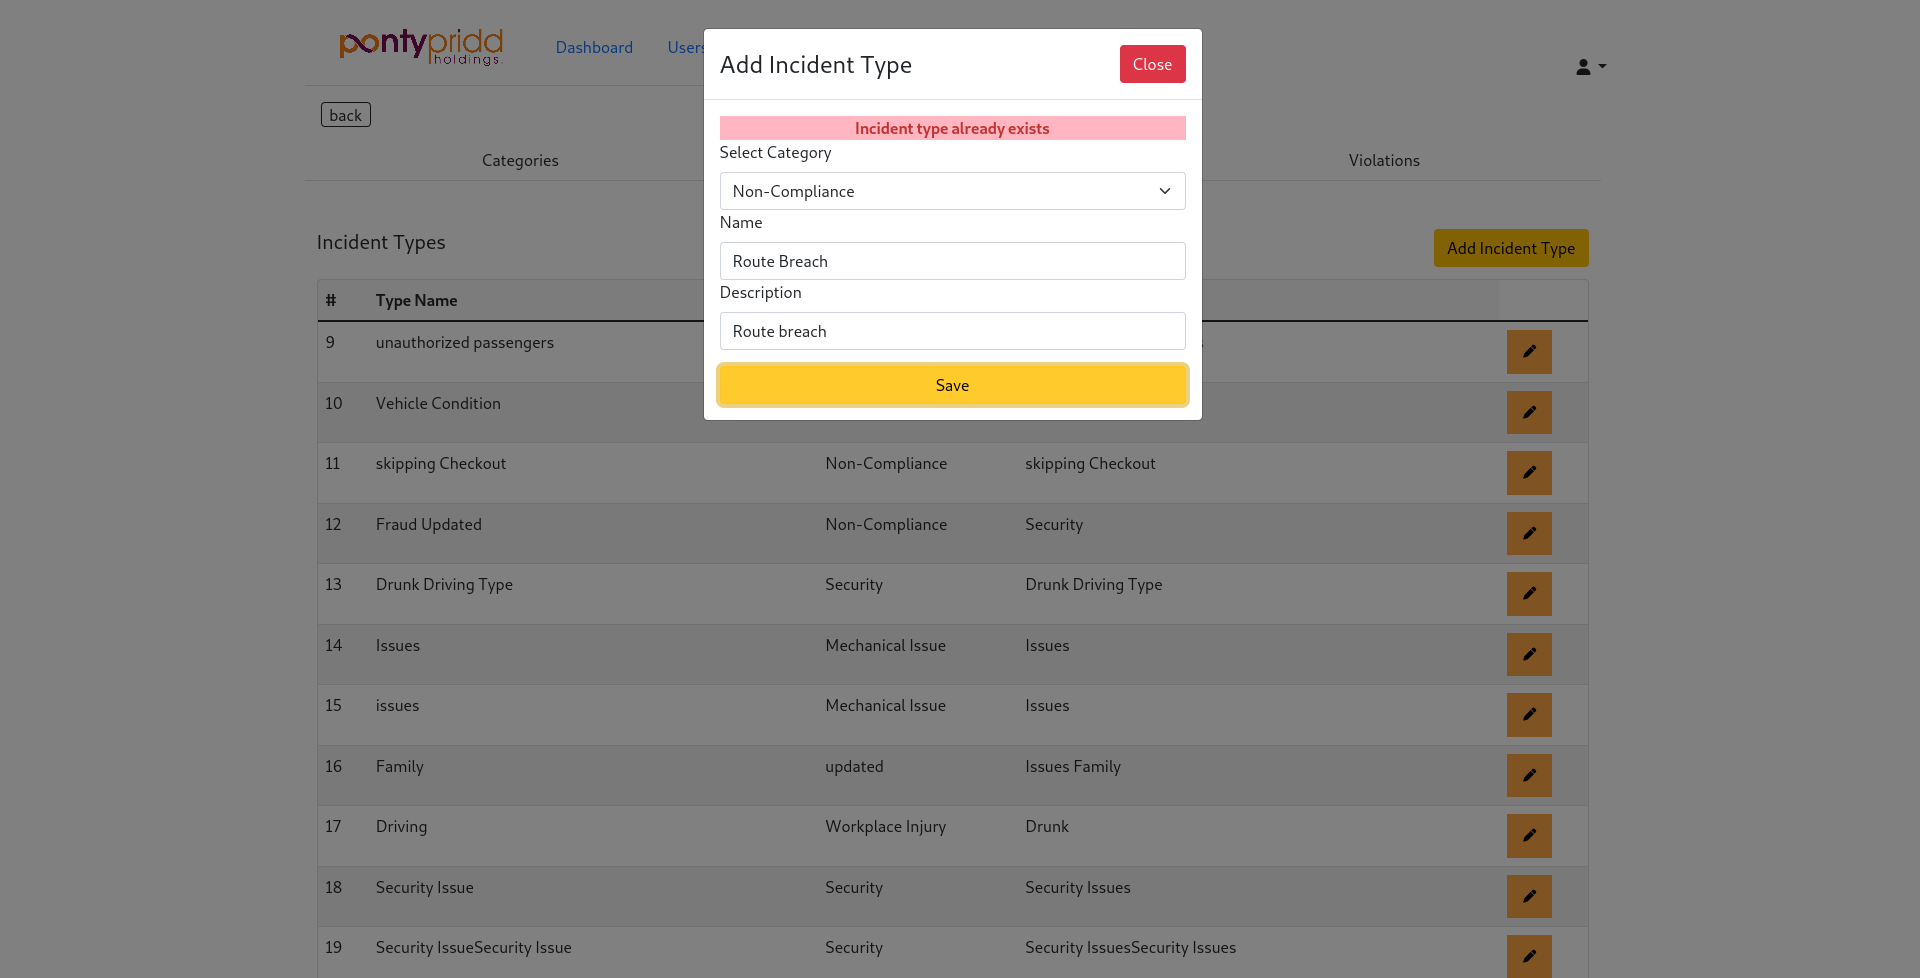 pontypridd
holdings.
Dashboard Users
back
Categories Violations
Add Incident Type Close
Incident type already exists
Select Category
Non-Compliance
Name
Route Breach
Description
Route breach
Save
Incident Types
Add Incident Type
# Type Name
9 unauthorized passengers
10 Vehicle Condition
11 skipping Checkout Non-Compliance skipping Checkout
12 Fraud Updated Non-Compliance Security
13 Drunk Driving Type Security Drunk Driving Type
14 Issues Mechanical Issue Issues
15 issues Mechanical Issue Issues
16 Family updated Issues Family
17 Driving Workplace Injury Drunk
18 Security Issue Security Security Issues
19 Security IssueSecurity Issue Security Security IssuesSecurity Issues